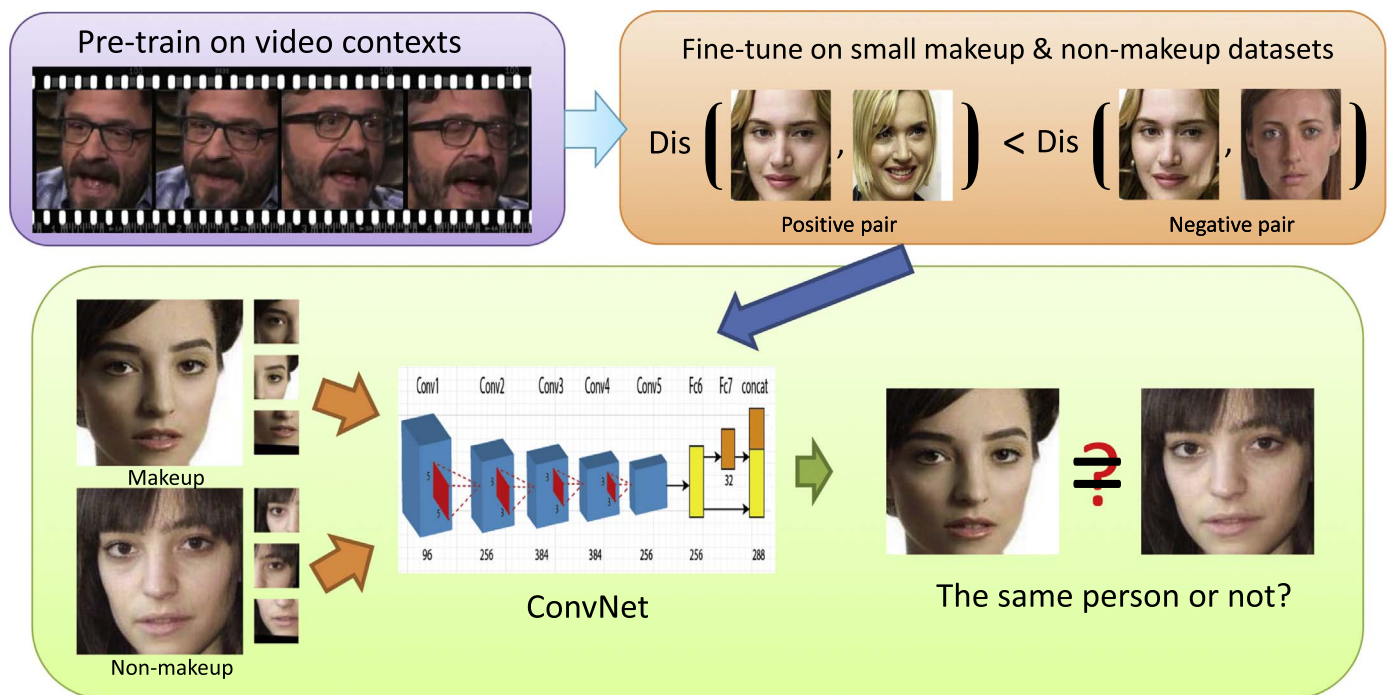 Pre-train on video contexts
Fine-tune on small makeup & non-makeup datasets
Dis ( , ) < Dis ( , )
Positive pair
Negative pair
Makeup
Non-makeup
Conv1 Conv2 Conv3 Conv4 Conv5 Fc6 Fc7 concat
5 3 3 3
5 3 3 3
32
96 256 384 384 256 256 288
ConvNet
=?
The same person or not?